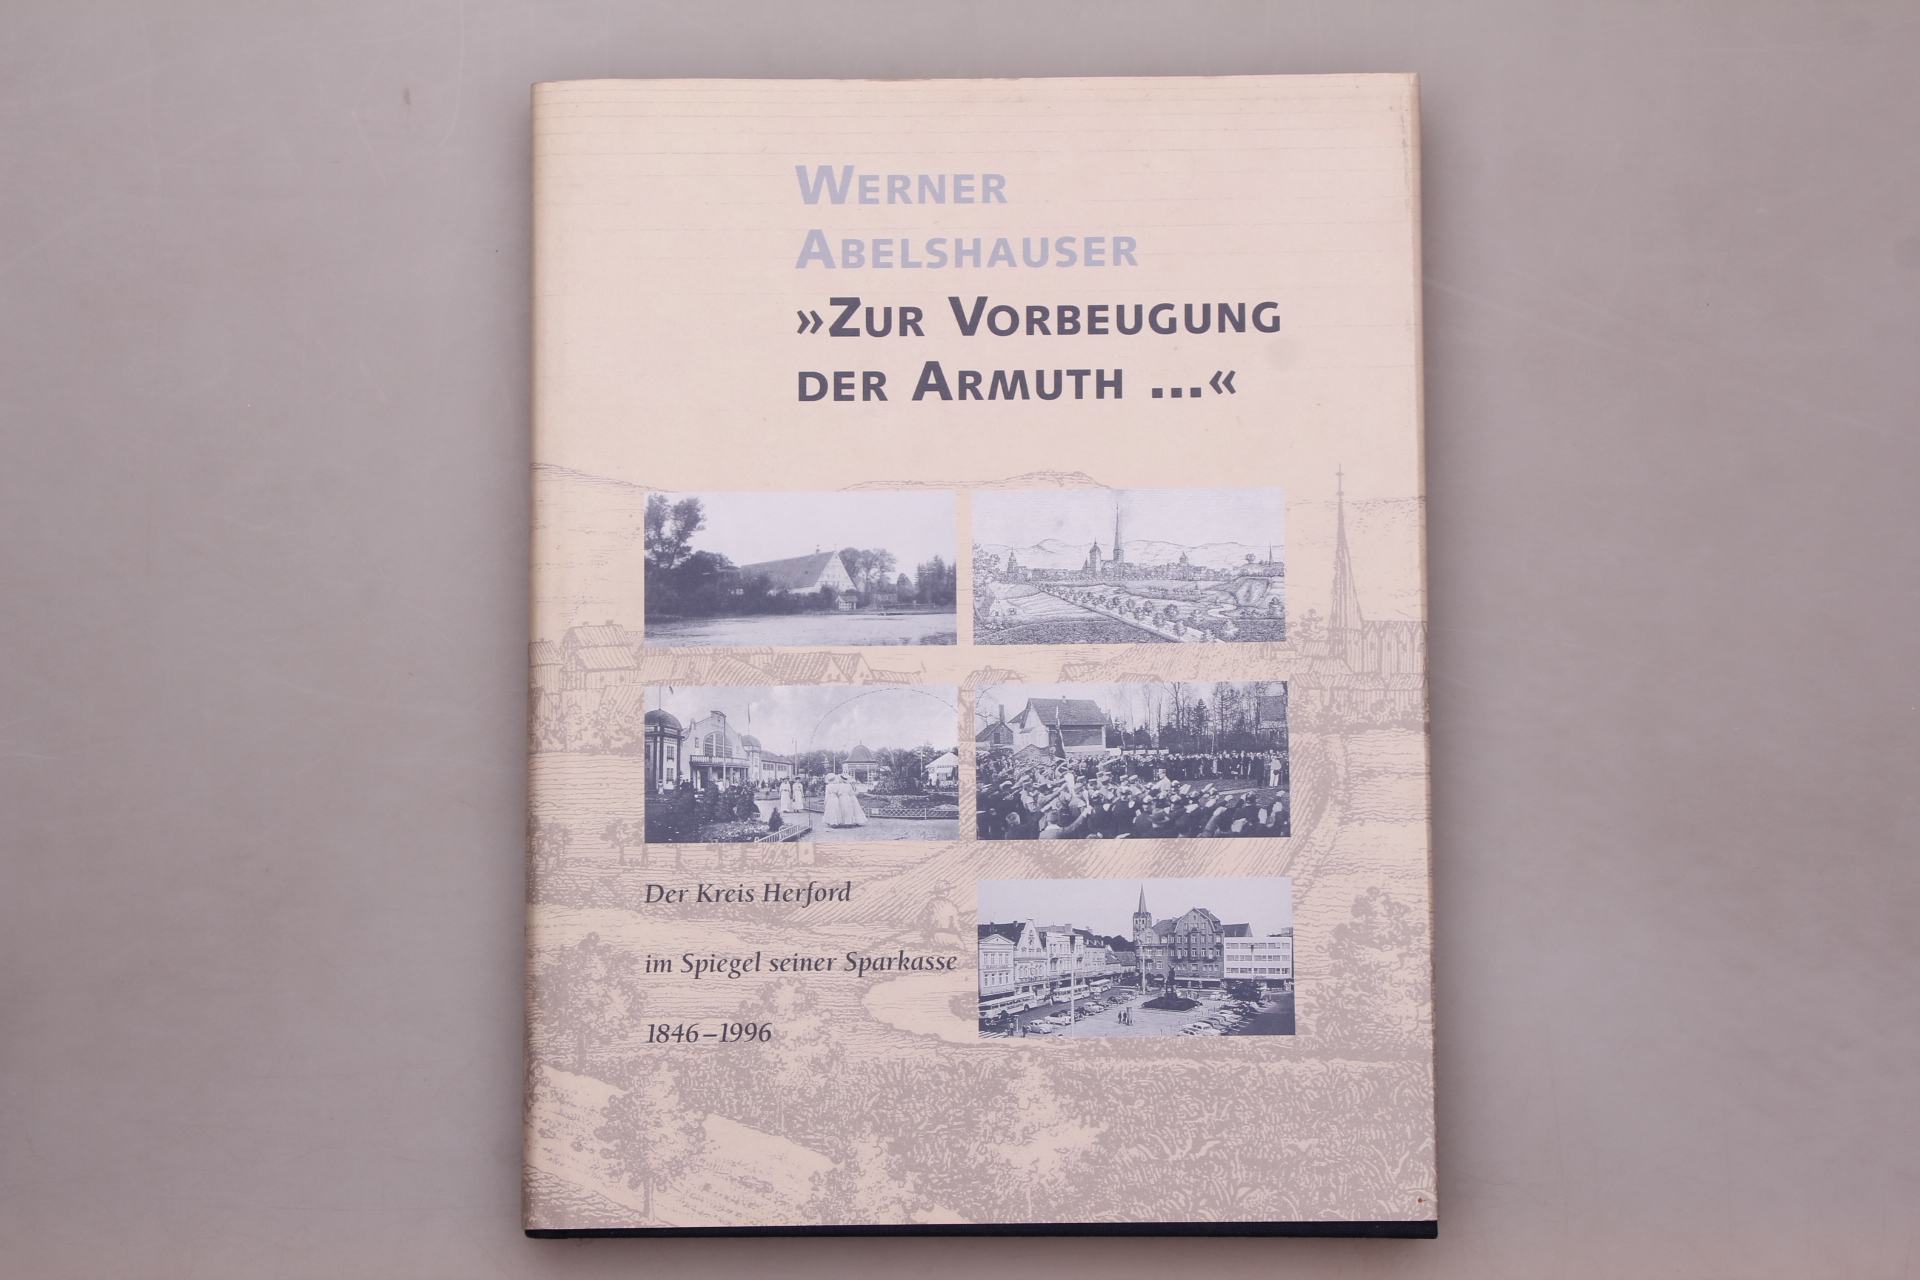 WERNER
ABELSHAUSER
»ZUR VORBEUGUNG
DER ARMUTH ...«
Der Kreis Herford
im Spiegel seiner Sparkasse
1846–1996